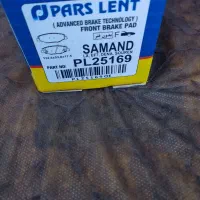 PARS LENT
( ADVANCED BRAKE TECHNOLOGY )
FRONT BRAKE PAD
SAMAND
PART NO
PL25169